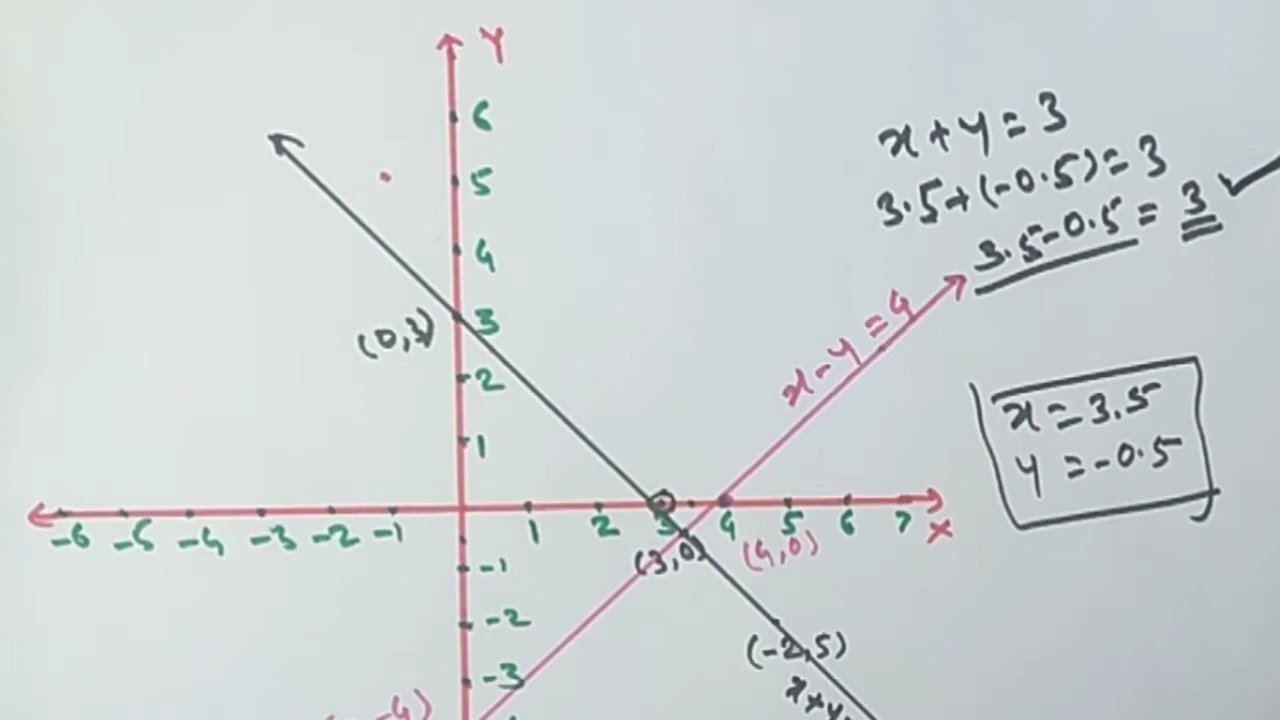 Y
6
5
4
3
2
1
(0,3)
x+y=3
3.5+(-0.5)=3
3.5-0.5=3
x-y=4
x=3.5
y=-0.5
-6 -5 -4 -3 -2 -1 1 2 3 4 5 6 7 X
(3,0) (4,0)
-1
-2
(-2,5)
-3
x+y
-4)